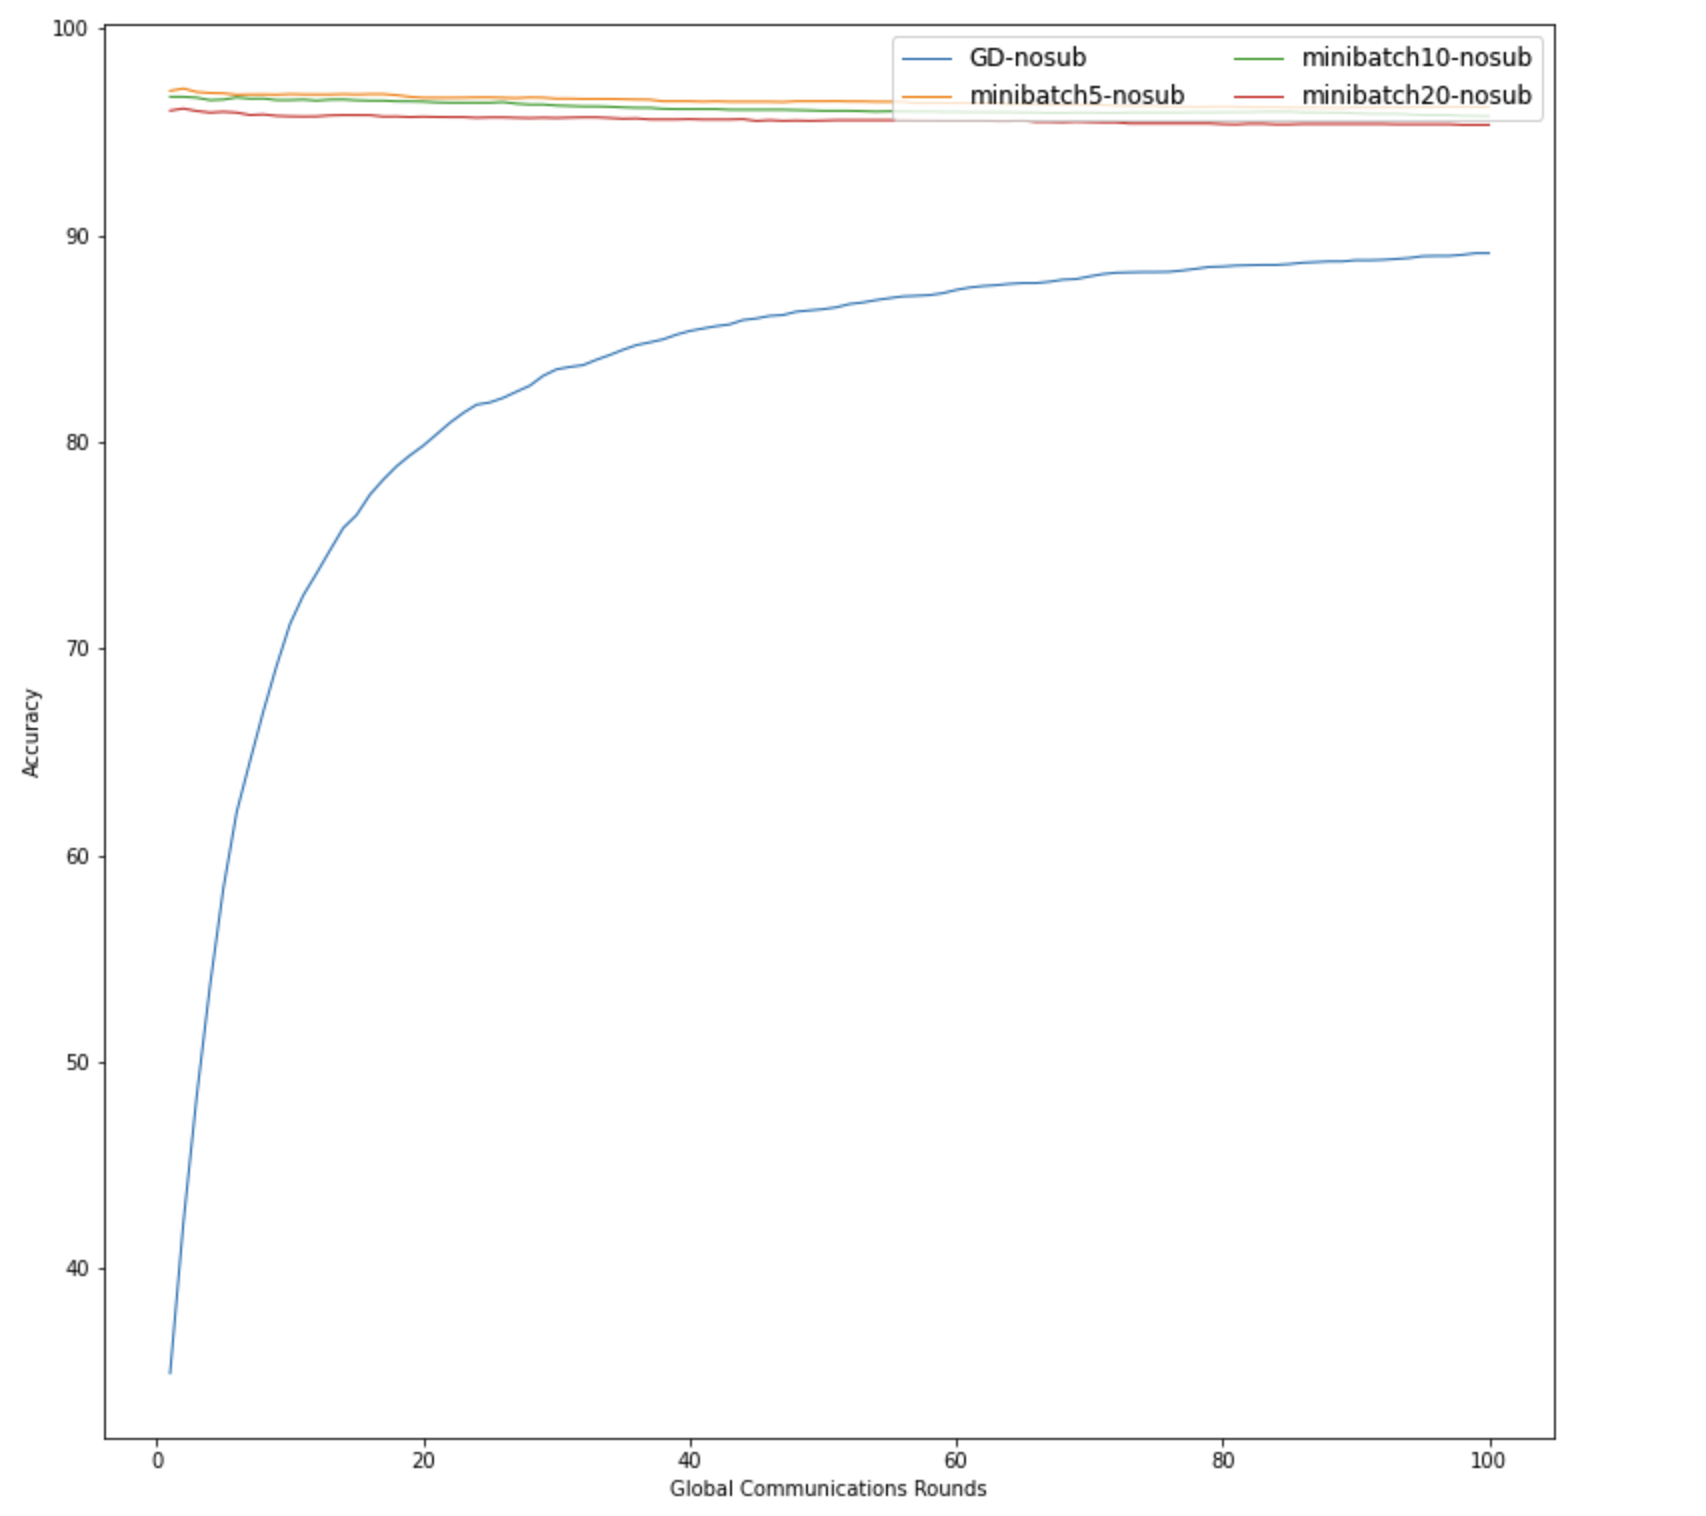 100
GD-nosub
minibatch10-nosub
minibatch5-nosub
minibatch20-nosub
90
80
70
Accuracy
60
50
40
0 20 40 60 80 100
Global Communications Rounds